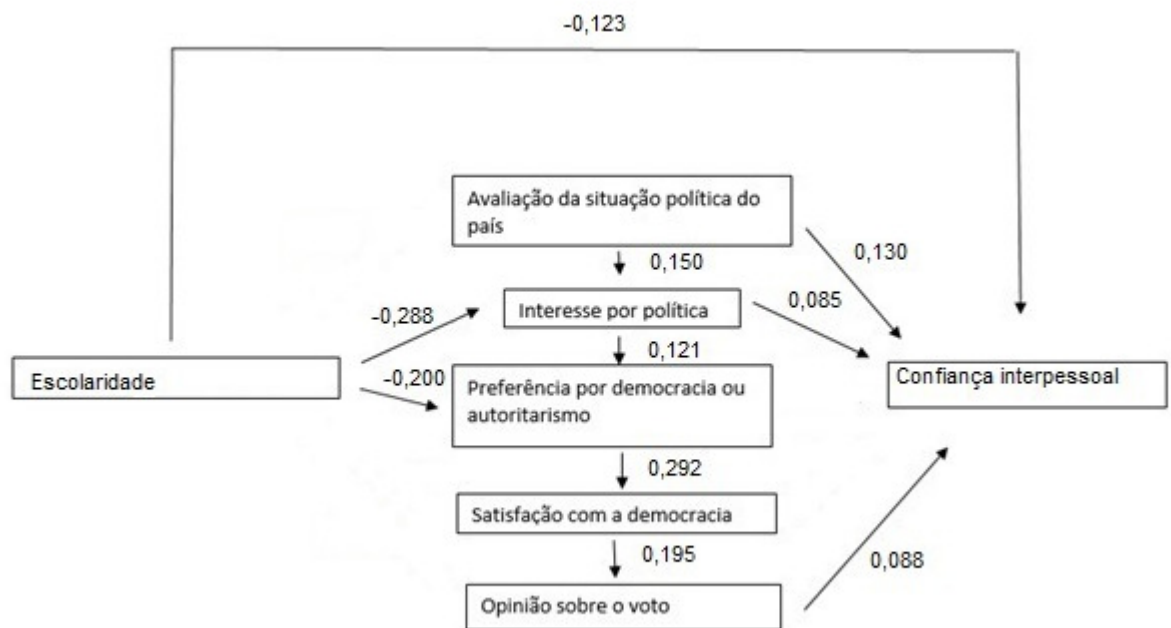 -0,123
Avaliação da situação política do
país
0,150
0,130
Interesse por política
0,085
-0,288
0,121
Escolaridade
-0,200
Preferência por democracia ou
autoritarismo
Confiança interpessoal
0,292
Satisfação com a democracia
0,195
0,088
Opinião sobre o voto